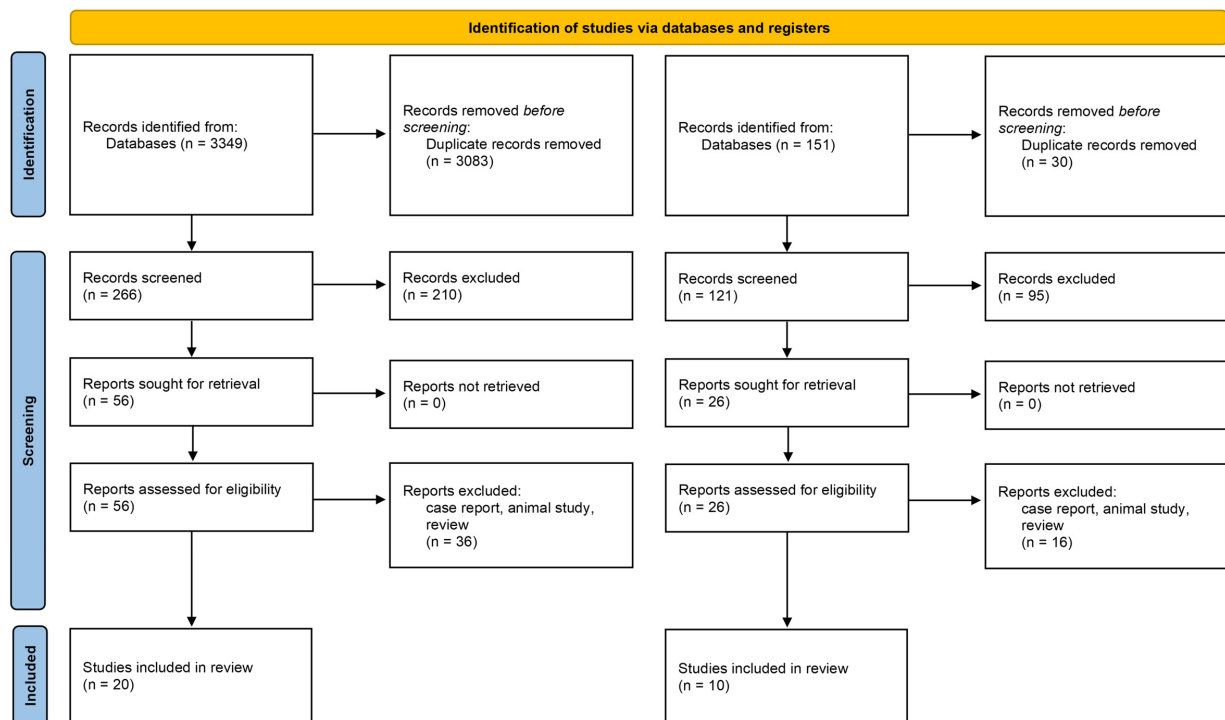 Identification of studies via databases and registers
Identification
Records identified from:
Databases (n = 3349)
Records removed before
screening:
Duplicate records removed
(n = 3083)
Records identified from:
Databases (n = 151)
Records removed before
screening:
Duplicate records removed
(n = 30)
Screening
Records screened
(n = 266)
Records excluded
(n = 210)
Records screened
(n = 121)
Records excluded
(n = 95)
Reports sought for retrieval
(n = 56)
Reports not retrieved
(n = 0)
Reports sought for retrieval
(n = 26)
Reports not retrieved
(n = 0)
Reports assessed for eligibility
(n = 56)
Reports excluded:
case report, animal study,
review
(n = 36)
Reports assessed for eligibility
(n = 26)
Reports excluded:
case report, animal study,
review
(n = 16)
Included
Studies included in review
(n = 20)
Studies included in review
(n = 10)